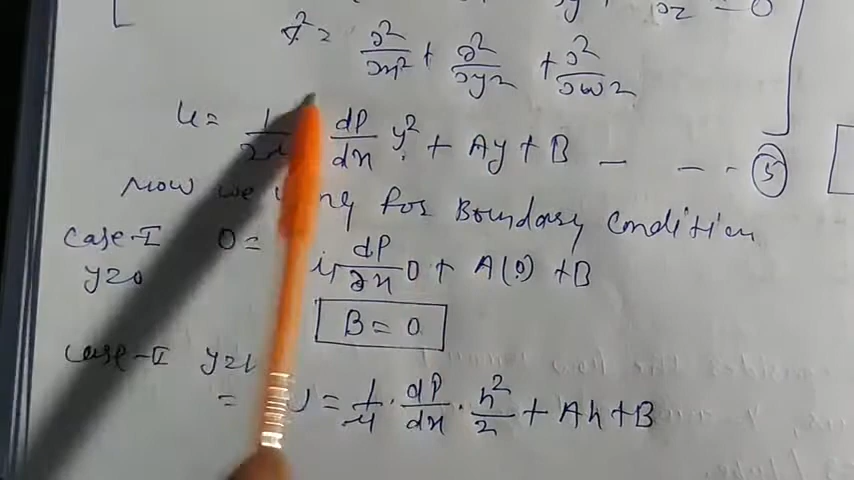 ∂z = 0
∇² = ∂²/∂x² + ∂²/∂y² + ∂²/∂w²
u = 1/2μ dP/dx y² + Ay + B — — - - ⑤
Now we for Boundary Condition
Case-I 0 = dP/∂x 0 + A(0) + B
y=0
B = 0
Case-II y=
= U = 1/μ · dP/dx · h²/2 + Ah + B